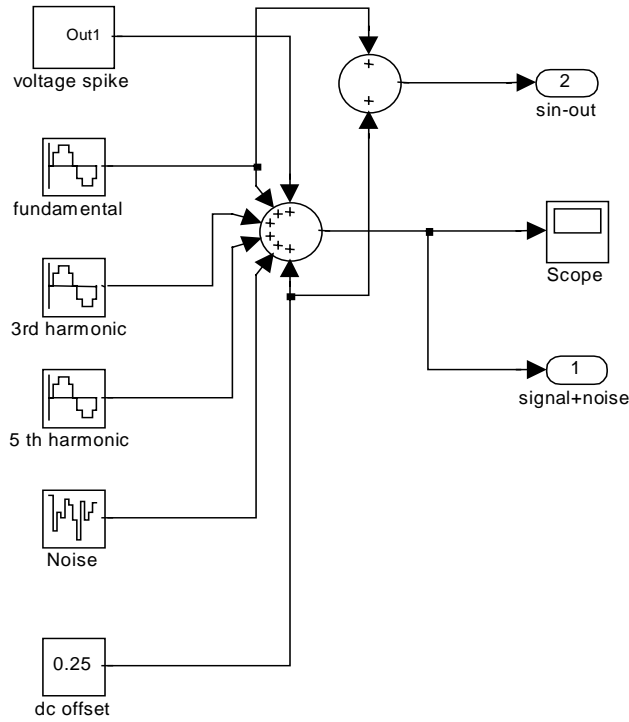 Out1
voltage spike
+
+
2
sin-out
fundamental
+
+
+
+
+
+
Scope
3rd harmonic
1
signal+noise
5 th harmonic
Noise
0.25
dc offset